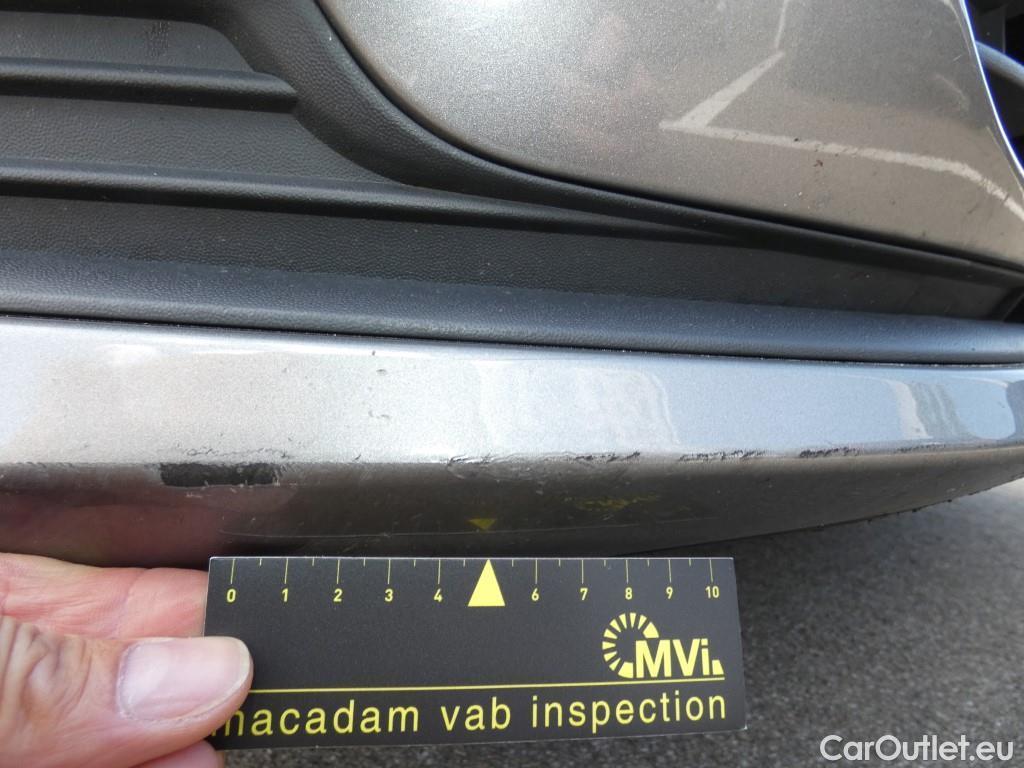 0 1 2 3 4 6 7 8 9 10
MVi.
macadam vab inspection
CarOutlet.eu